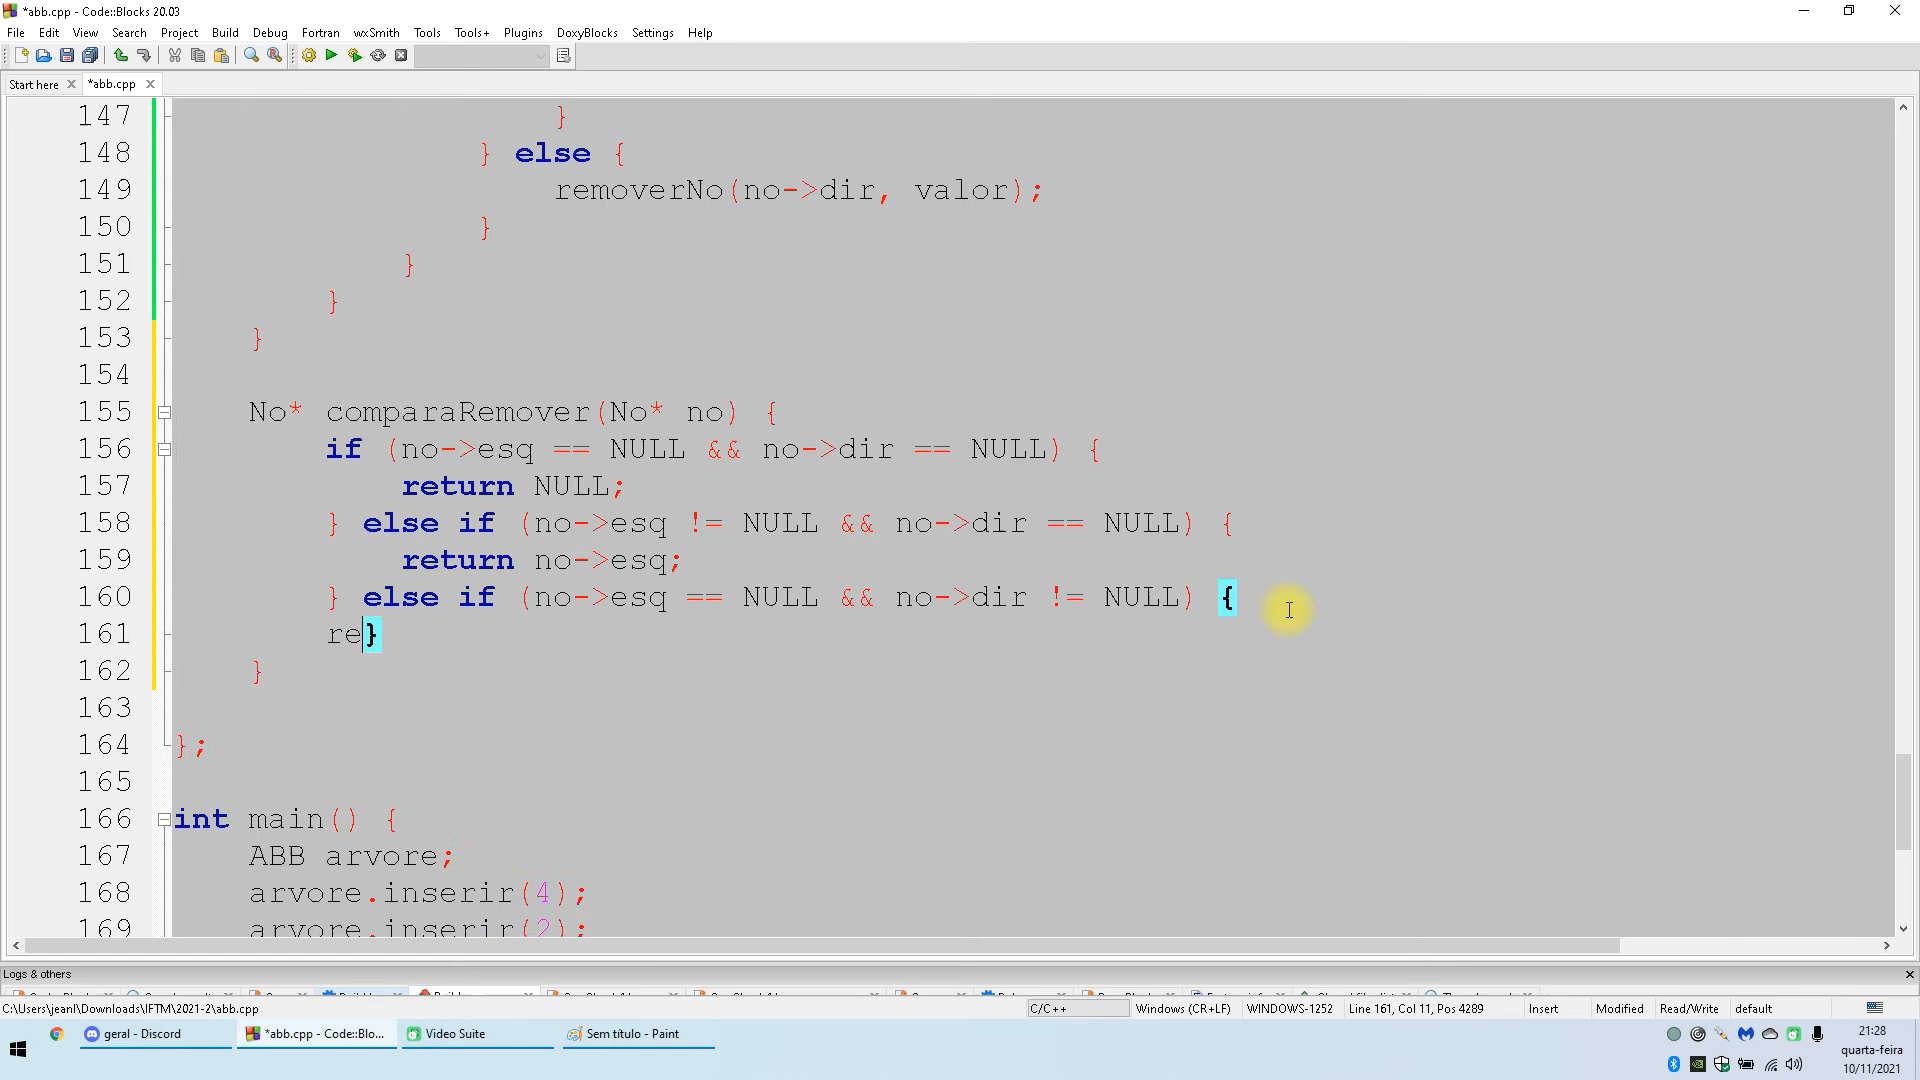 *abb.cpp - Code::Blocks 20.03
File Edit View Search Project Build Debug Fortran wxSmith Tools Tools+ Plugins DoxyBlocks Settings Help
Start here *abb.cpp
147 }
148 } else {
149 removerNo(no->dir, valor);
150 }
151 }
152 }
153 }
154
155 No* comparaRemover(No* no) {
156 if (no->esq == NULL && no->dir == NULL) {
157 return NULL;
158 } else if (no->esq != NULL && no->dir == NULL) {
159 return no->esq;
160 } else if (no->esq == NULL && no->dir != NULL) {
161 re}
162 }
163
164 };
165
166 int main() {
167 ABB arvore;
168 arvore.inserir(4);
169 arvore.inserir(2);
Logs & others
C:\Users\jeanl\Downloads\IFTM\2021-2\abb.cpp C/C++ Windows (CR+LF) WINDOWS-1252 Line 161, Col 11, Pos 4289 Insert Modified Read/Write default
geral - Discord *abb.cpp - Code::Blo... Video Suite Sem título - Paint
21:28
quarta-feira
10/11/2021